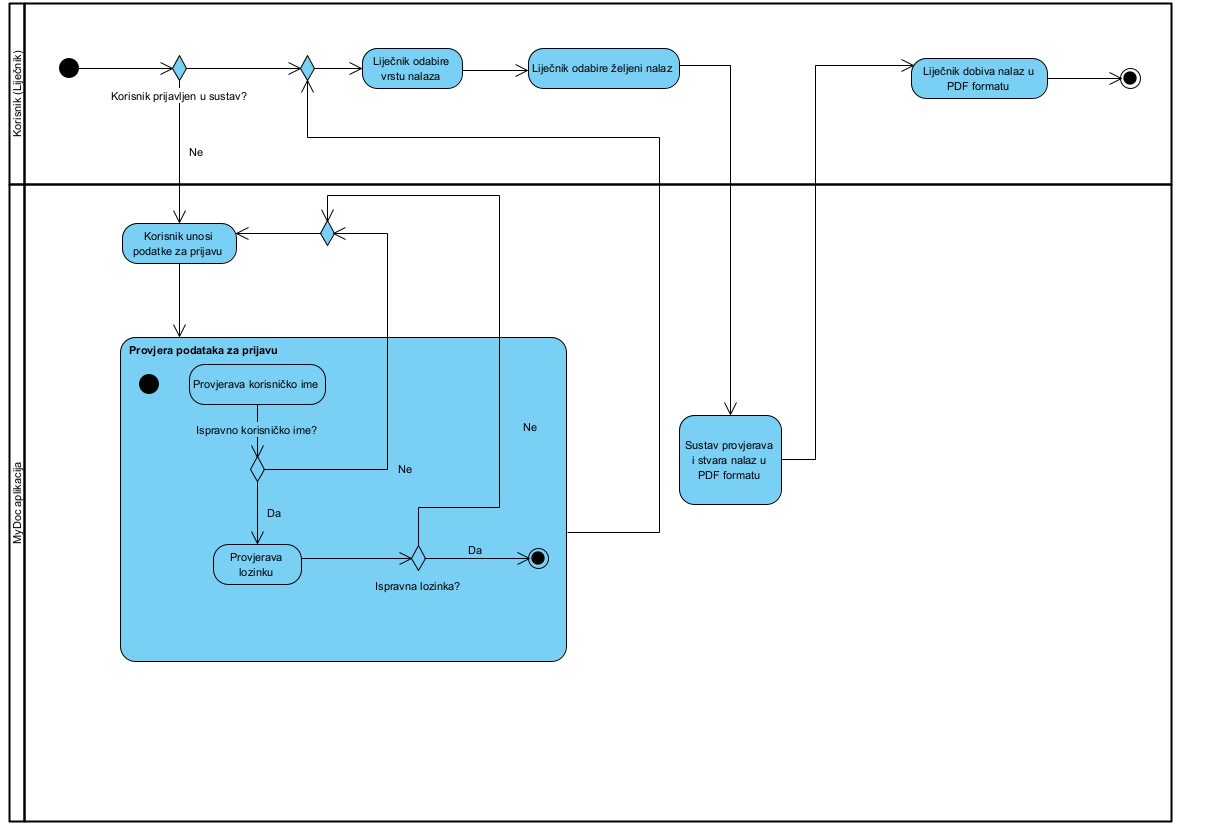 Korisnik (Liječnik)
Korisnik prijavljen u sustav?
Liječnik odabire
vrstu nalaza
Liječnik odabire željeni nalaz
Liječnik dobiva nalaz u
PDF formatu
Ne
MyDoc aplikacija
Korisnik unosi
podatke za prijavu
Provjera podataka za prijavu
Provjerava korisničko ime
Ispravno korisničko ime?
Ne
Ne
Da
Provjerava
lozinku
Da
Ispravna lozinka?
Sustav provjerava
i stvara nalaz u
PDF formatu